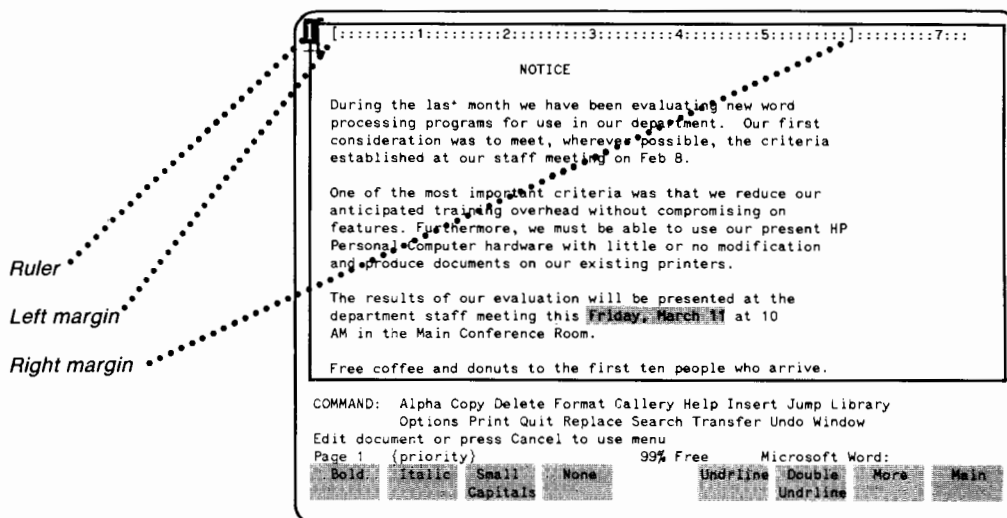 [:::::::::1:::::::::2:::::::::3:::::::::4:::::::::5:::::::::]:::::::::7:::
NOTICE
During the last month we have been evaluating new word
processing programs for use in our department. Our first
consideration was to meet, wherever possible, the criteria
established at our staff meeting on Feb 8.
One of the most important criteria was that we reduce our
anticipated training overhead without compromising on
features. Furthermore, we must be able to use our present HP
Personal Computer hardware with little or no modification
and produce documents on our existing printers.
The results of our evaluation will be presented at the
department staff meeting this Friday, March 11 at 10
AM in the Main Conference Room.
Free coffee and donuts to the first ten people who arrive.
Ruler
Left margin
Right margin
COMMAND: Alpha Copy Delete Format Gallery Help Insert Jump Library
Options Print Quit Replace Search Transfer Undo Window
Edit document or press Cancel to use menu
Page 1 {priority} 99% Free Microsoft Word:
Bold Italic Small Capitals None Undrline Double Undrline More Main